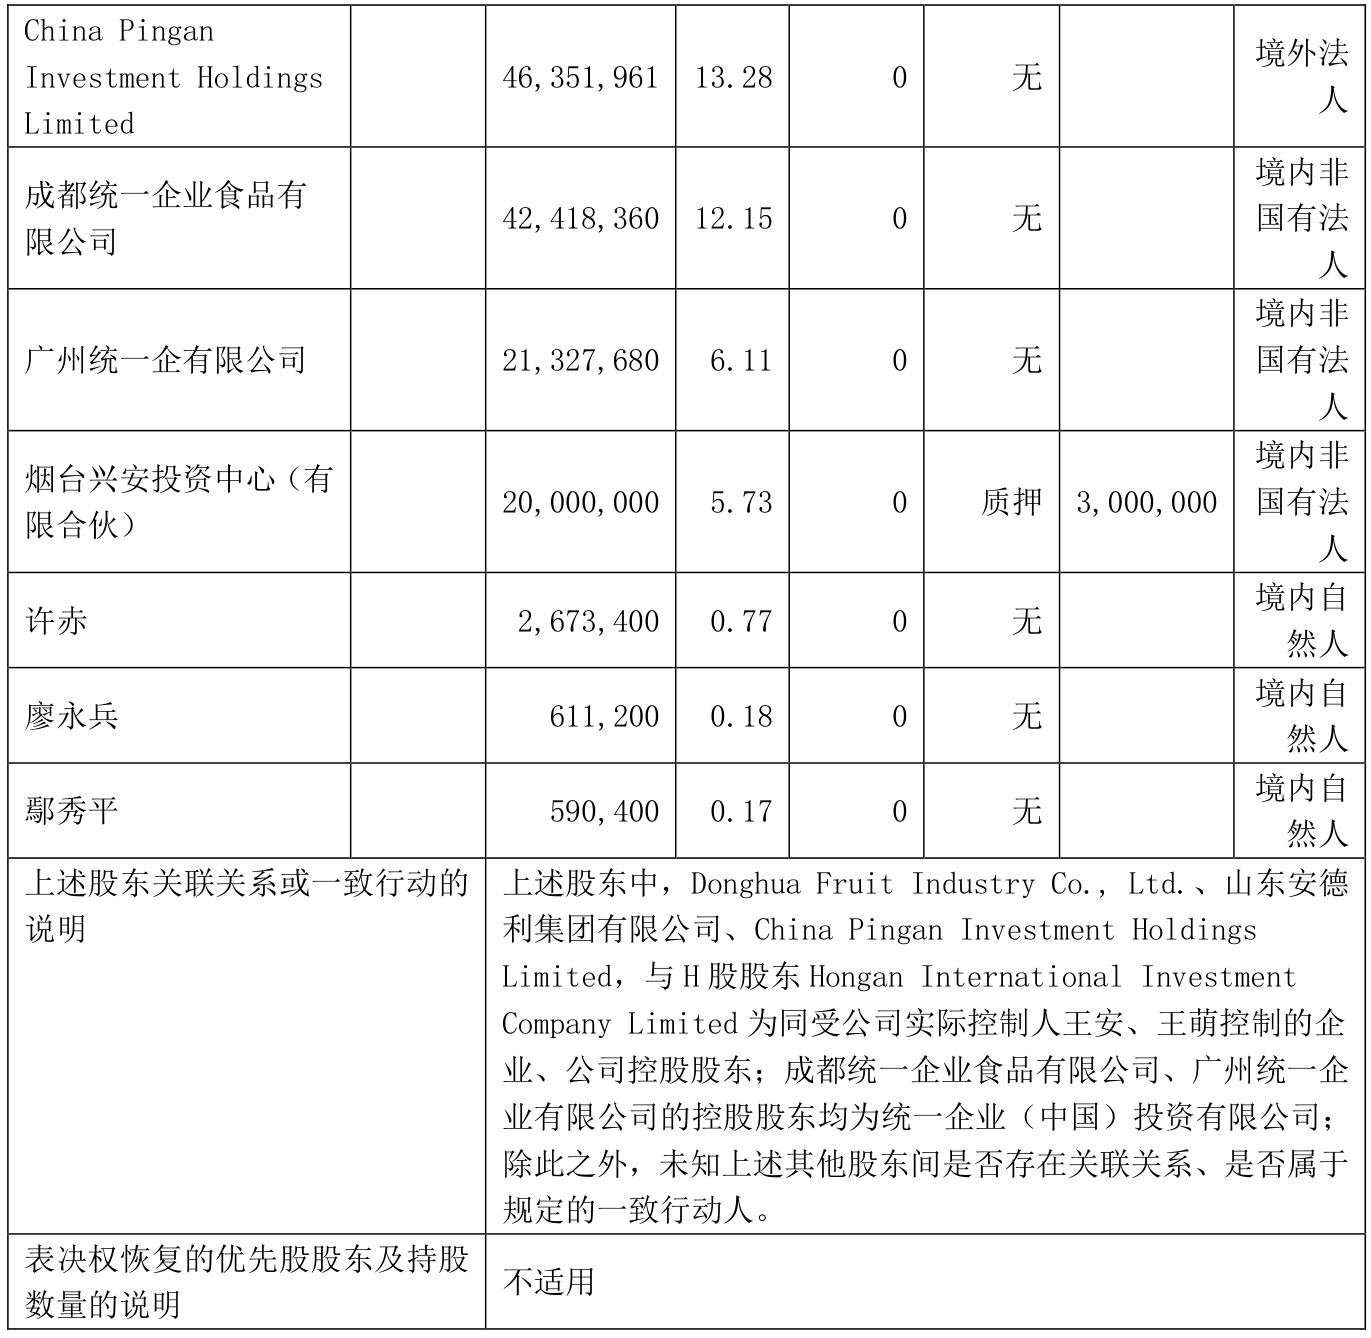 China Pingan
Investment Holdings
Limited
46,351,961 13.28 0 无
境外法
人
成都统一企业食品有
限公司
42,418,360 12.15 0 无
境内非
国有法
人
广州统一企有限公司
21,327,680 6.11 0 无
境内非
国有法
人
烟台兴安投资中心（有
限合伙）
20,000,000 5.73 0 质押 3,000,000
境内非
国有法
人
许赤
2,673,400 0.77 0 无
境内自
然人
廖永兵
611,200 0.18 0 无
境内自
然人
鄢秀平
590,400 0.17 0 无
境内自
然人
上述股东关联关系或一致行动的
说明
上述股东中，Donghua Fruit Industry Co., Ltd.、山东安德
利集团有限公司、China Pingan Investment Holdings
Limited，与 H 股股东 Hongan International Investment
Company Limited 为同受公司实际控制人王安、王萌控制的企
业、公司控股股东；成都统一企业食品有限公司、广州统一企
业有限公司的控股股东均为统一企业（中国）投资有限公司；
除此之外，未知上述其他股东间是否存在关联关系、是否属于
规定的一致行动人。
表决权恢复的优先股股东及持股
数量的说明
不适用